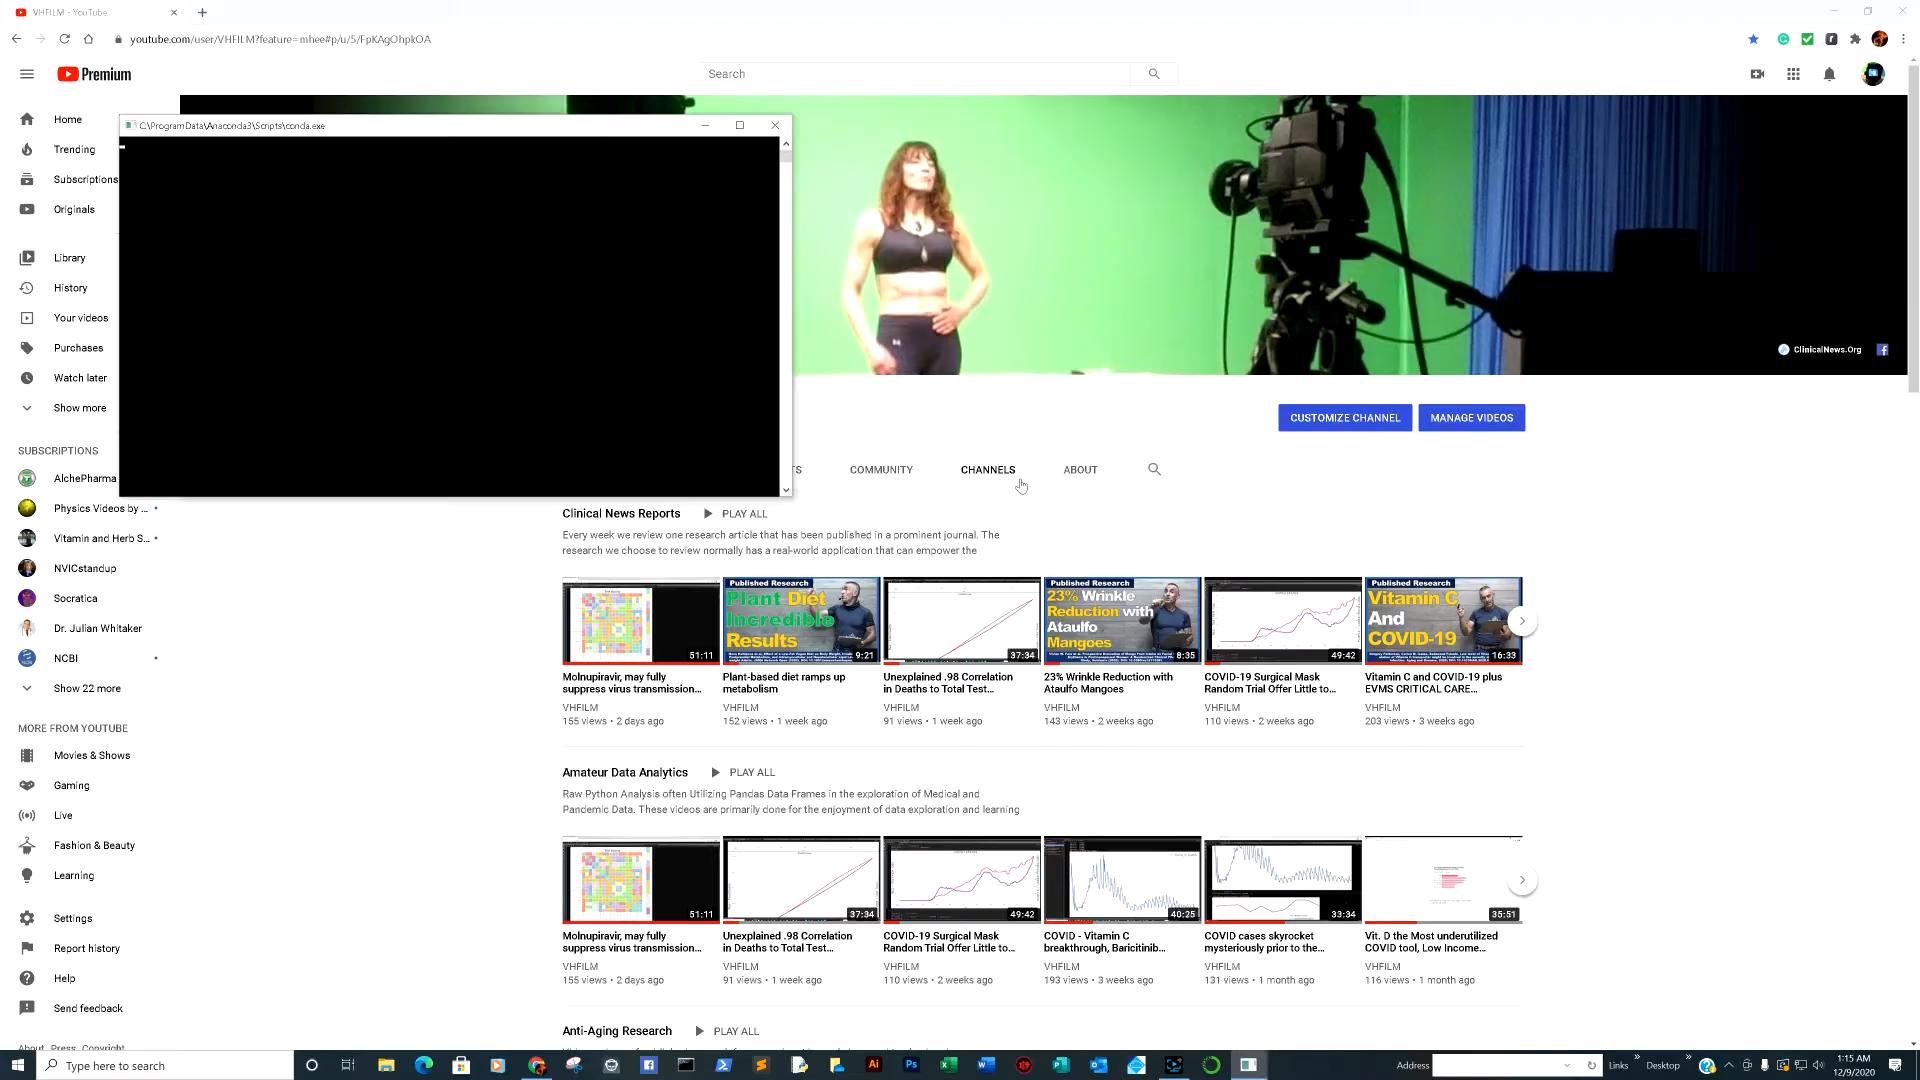 VHFILM - YouTube
youtube.com/user/VHFILM?feature=mhee#p/u/5/FpKAgOhpkOA
Premium
Search
Home
Trending
Subscriptions
Originals
Library
History
Your videos
Purchases
Watch later
Show more
SUBSCRIPTIONS
AlchePharma
Physics Videos by ...
Vitamin and Herb S...
NVICstandup
Socratica
Dr. Julian Whitaker
NCBI
Show 22 more
MORE FROM YOUTUBE
Movies & Shows
Gaming
Live
Fashion & Beauty
Learning
Settings
Report history
Help
Send feedback
About Press Copyright
C:\ProgramData\Anaconda3\Scripts\conda.exe
ClinicalNews.Org
CUSTOMIZE CHANNEL
MANAGE VIDEOS
TS
COMMUNITY
CHANNELS
ABOUT
Clinical News Reports
PLAY ALL
Every week we review one research article that has been published in a prominent journal. The
research we choose to review normally has a real-world application that can empower the
51:11
Published Research
Plant Diet
Incredible
Results
9:21
37:34
Published Research
23% Wrinkle
Reduction with
Ataulfo
Mangoes
8:35
49:42
Published Research
Vitamin C
And
COVID-19
16:33
Molnupiravir, may fully
suppress virus transmission...
VHFILM
155 views • 2 days ago
Plant-based diet ramps up
metabolism
VHFILM
152 views • 1 week ago
Unexplained .98 Correlation
in Deaths to Total Test...
VHFILM
91 views • 1 week ago
23% Wrinkle Reduction with
Ataulfo Mangoes
VHFILM
143 views • 2 weeks ago
COVID-19 Surgical Mask
Random Trial Offer Little to...
VHFILM
110 views • 2 weeks ago
Vitamin C and COVID-19 plus
EVMS CRITICAL CARE...
VHFILM
203 views • 3 weeks ago
Amateur Data Analytics
PLAY ALL
Raw Python Analysis often Utilizing Pandas Data Frames in the exploration of Medical and
Pandemic Data. These videos are primarily done for the enjoyment of data exploration and learning
51:11
37:34
49:42
40:25
33:34
35:51
Molnupiravir, may fully
suppress virus transmission...
VHFILM
155 views • 2 days ago
Unexplained .98 Correlation
in Deaths to Total Test...
VHFILM
91 views • 1 week ago
COVID-19 Surgical Mask
Random Trial Offer Little to...
VHFILM
110 views • 2 weeks ago
COVID - Vitamin C
breakthrough, Baricitinib...
VHFILM
193 views • 3 weeks ago
COVID cases skyrocket
mysteriously prior to the...
VHFILM
131 views • 1 month ago
Vit. D the Most underutilized
COVID tool, Low Income...
VHFILM
116 views • 1 month ago
Anti-Aging Research
PLAY ALL
Type here to search
Address
Links
Desktop
1:15 AM
12/9/2020